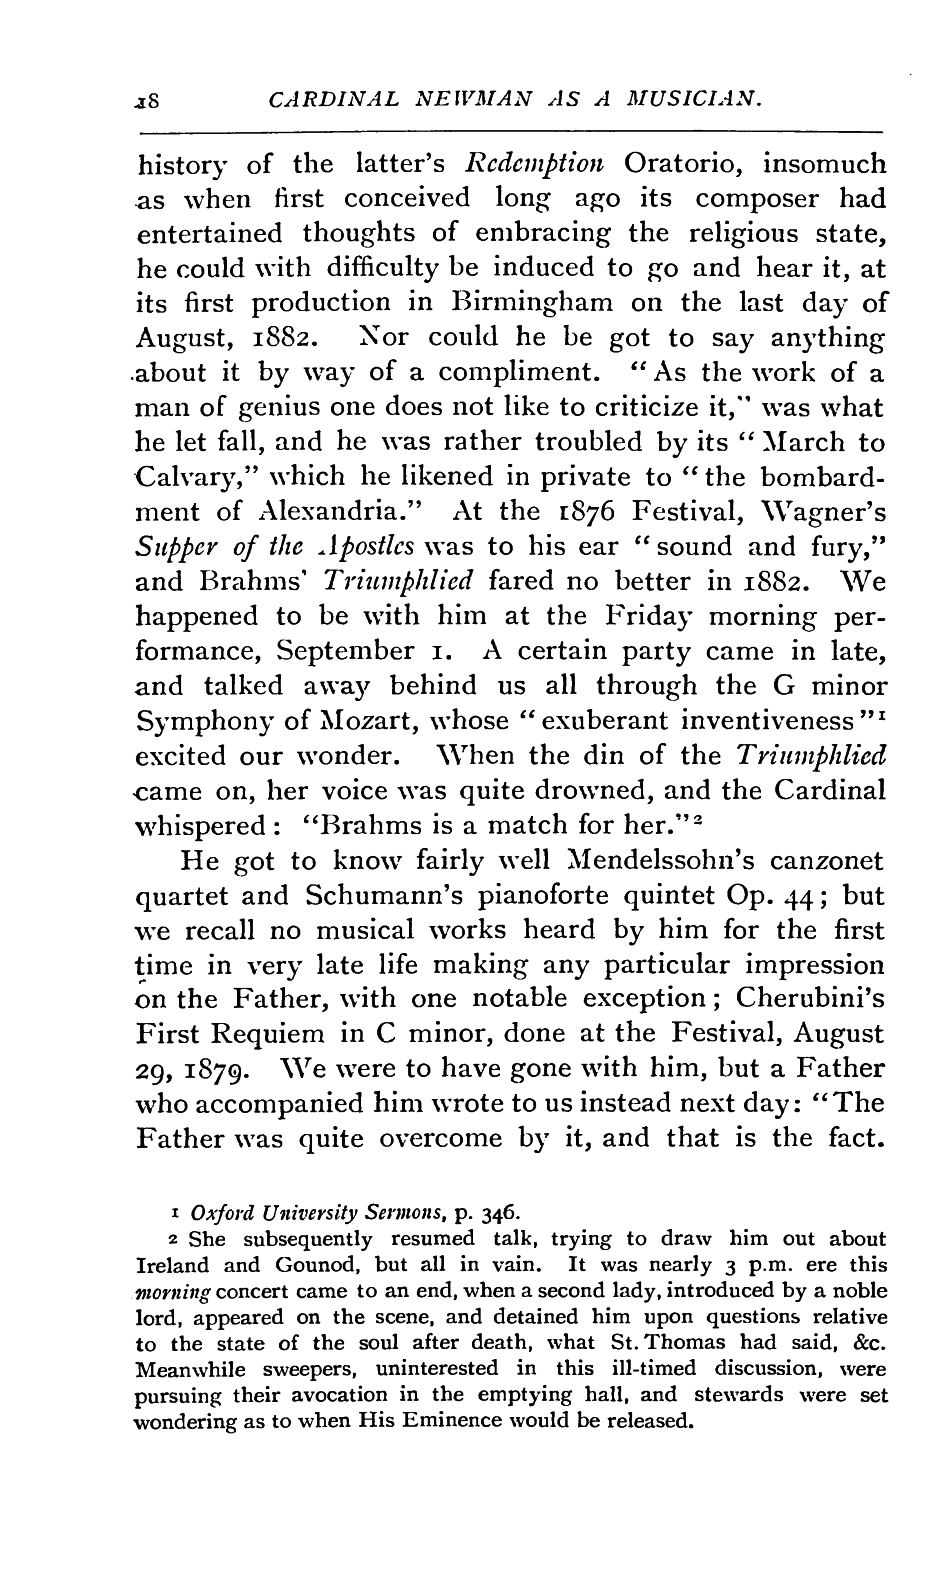 18 CARDINAL NEWMAN AS A MUSICIAN.
history of the latter's Redemption Oratorio, insomuch
as when first conceived long ago its composer had
entertained thoughts of embracing the religious state,
he could with difficulty be induced to go and hear it, at
its first production in Birmingham on the last day of
August, 1882. Nor could he be got to say anything
about it by way of a compliment. “As the work of a
man of genius one does not like to criticize it,” was what
he let fall, and he was rather troubled by its “March to
Calvary,” which he likened in private to “the bombard-
ment of Alexandria.” At the 1876 Festival, Wagner's
Supper of the Apostles was to his ear “sound and fury,”
and Brahms' Triumphlied fared no better in 1882. We
happened to be with him at the Friday morning per-
formance, September 1. A certain party came in late,
and talked away behind us all through the G minor
Symphony of Mozart, whose “exuberant inventiveness”1
excited our wonder. When the din of the Triumphlied
came on, her voice was quite drowned, and the Cardinal
whispered: “Brahms is a match for her.”2
He got to know fairly well Mendelssohn's canzonet
quartet and Schumann's pianoforte quintet Op. 44; but
we recall no musical works heard by him for the first
time in very late life making any particular impression
on the Father, with one notable exception; Cherubini's
First Requiem in C minor, done at the Festival, August
29, 1879. We were to have gone with him, but a Father
who accompanied him wrote to us instead next day: “The
Father was quite overcome by it, and that is the fact.
1 Oxford University Sermons, p. 346.
2 She subsequently resumed talk, trying to draw him out about
Ireland and Gounod, but all in vain. It was nearly 3 p.m. ere this
morning concert came to an end, when a second lady, introduced by a noble
lord, appeared on the scene, and detained him upon questions relative
to the state of the soul after death, what St. Thomas had said, &c.
Meanwhile sweepers, uninterested in this ill-timed discussion, were
pursuing their avocation in the emptying hall, and stewards were set
wondering as to when His Eminence would be released.